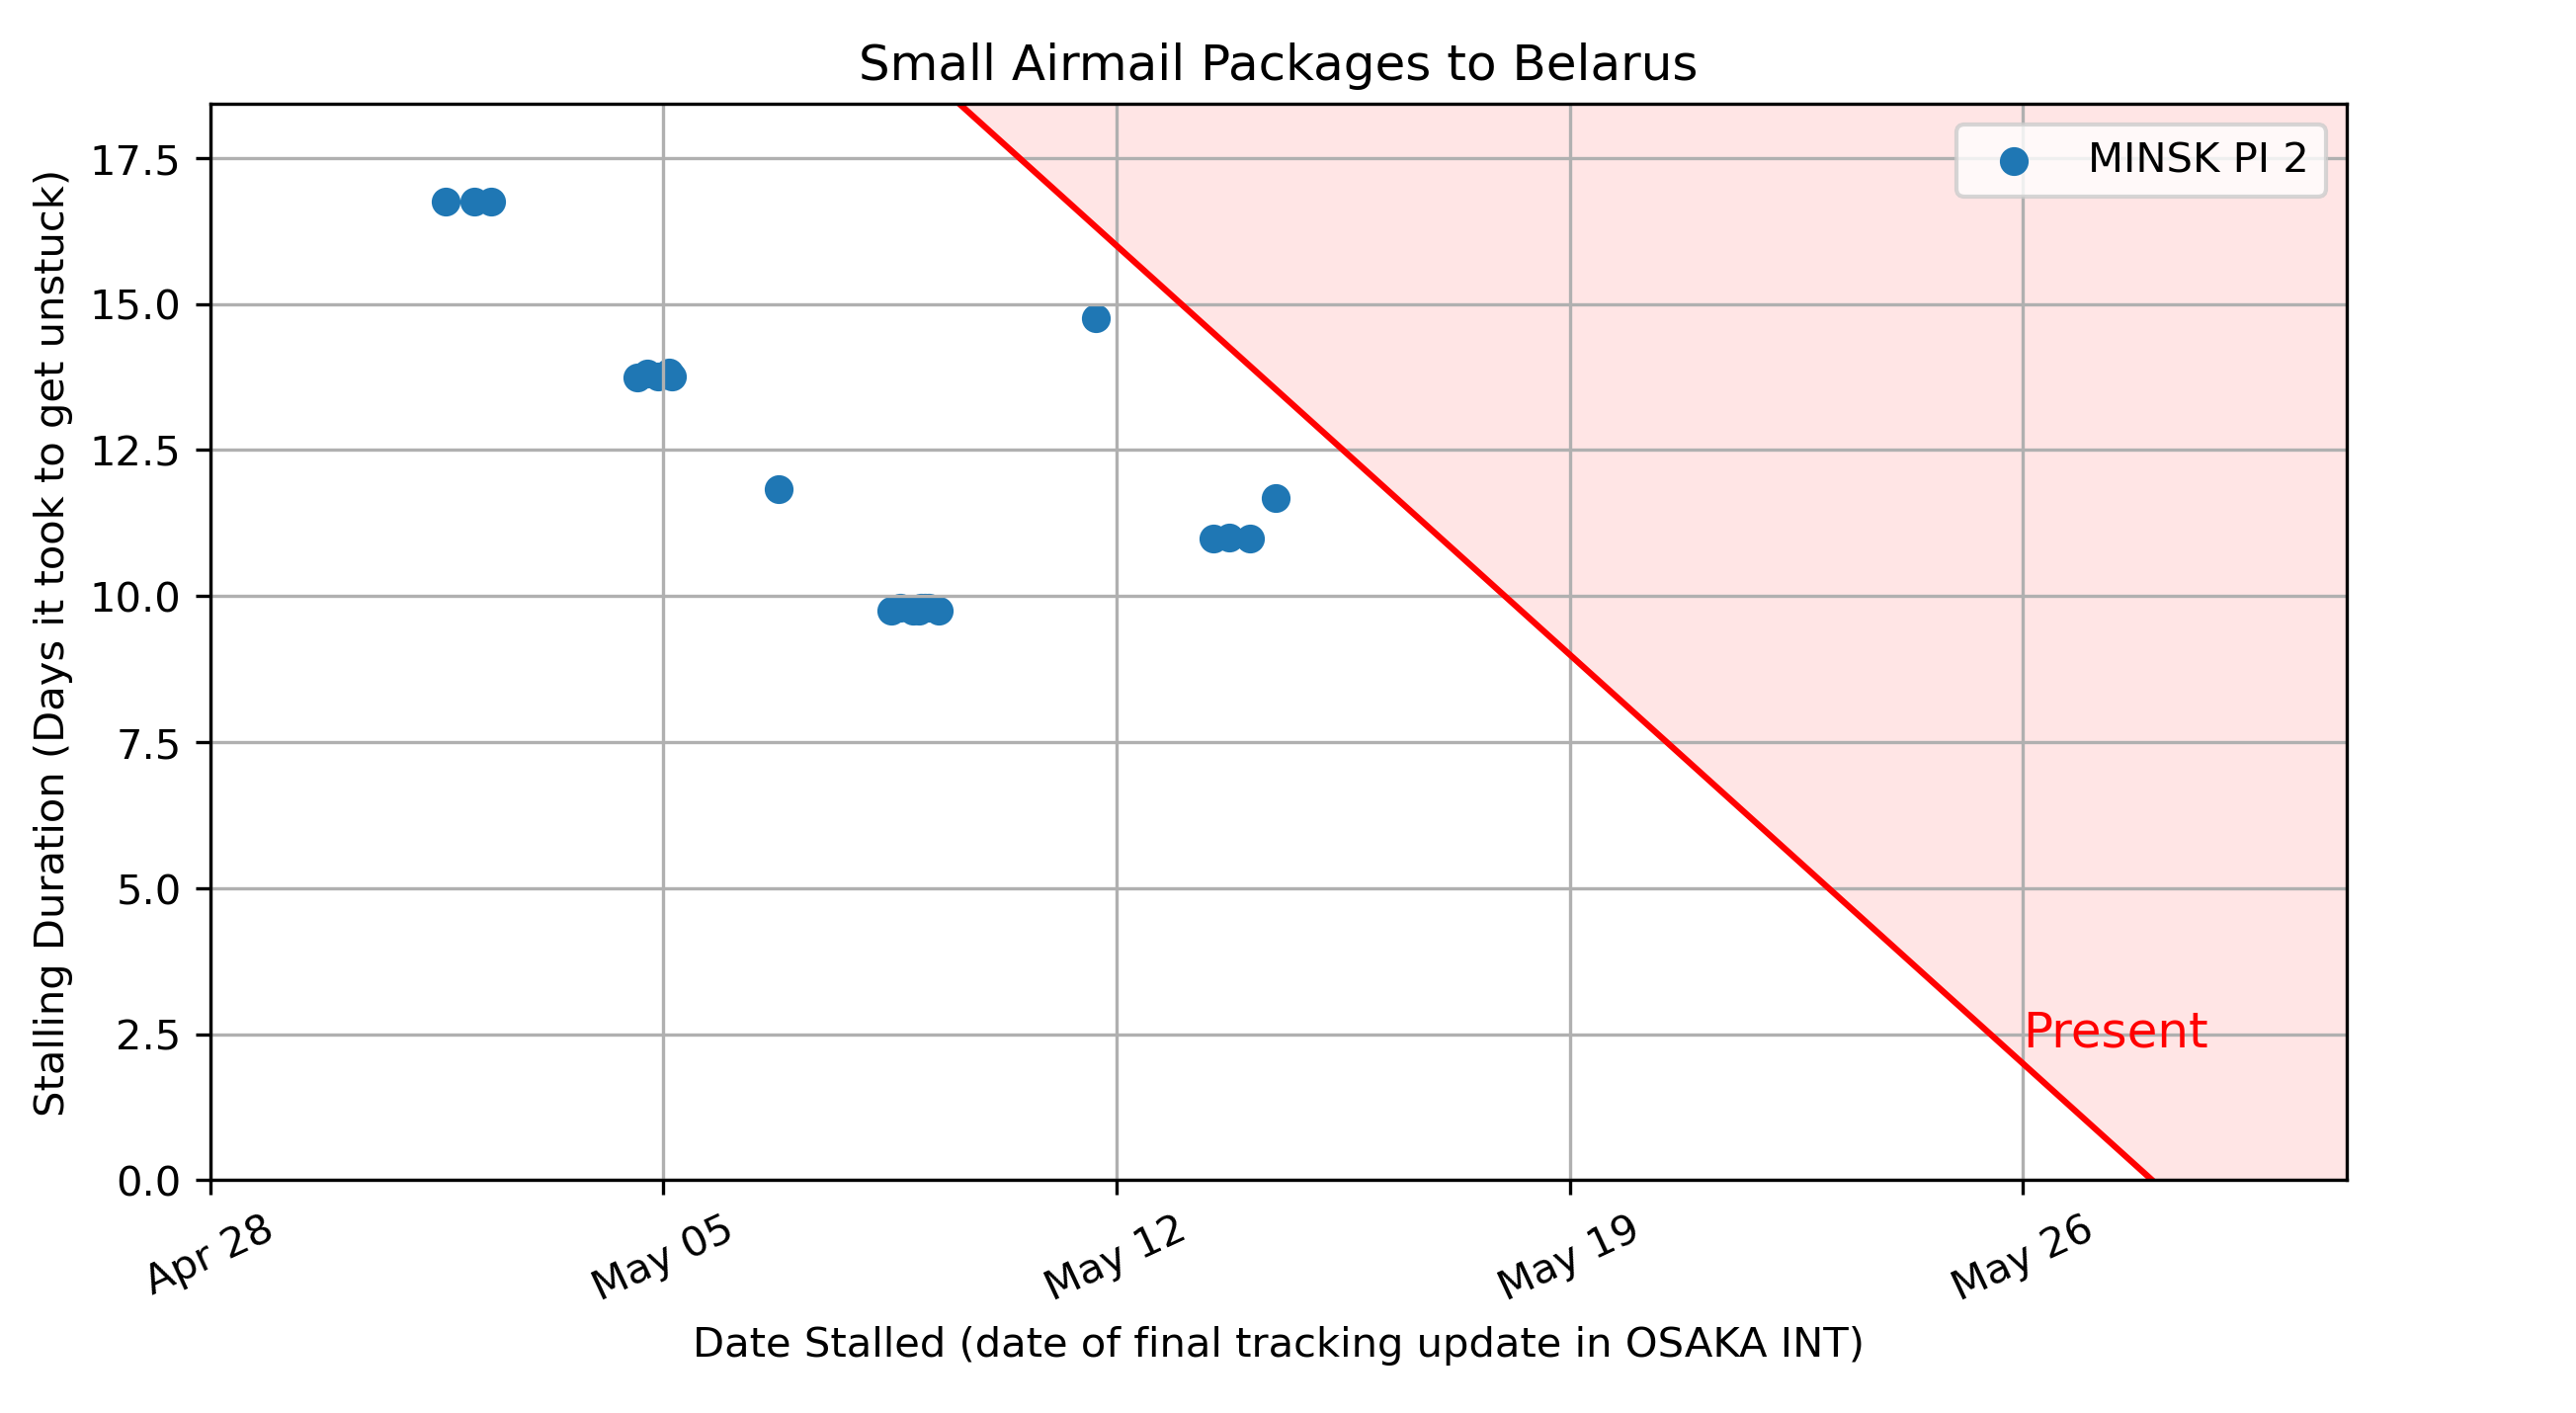 Small Airmail Packages to Belarus
MINSK PI 2
Stalling Duration (Days it took to get unstuck)
17.5
15.0
12.5
10.0
7.5
5.0
2.5
0.0
Present
Apr 28
May 05
May 12
May 19
May 26
Date Stalled (date of final tracking update in OSAKA INT)